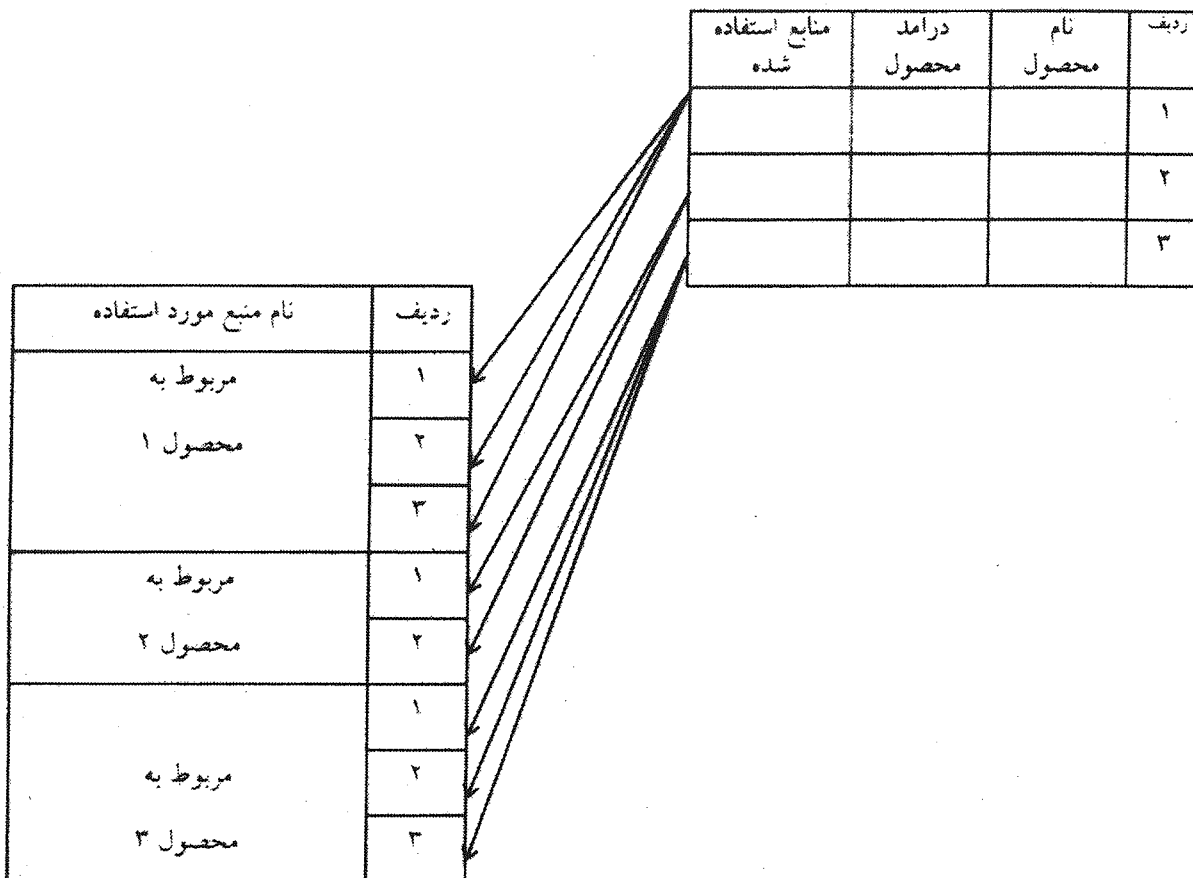 ردیف
نام محصول
درامد محصول
منابع استفاده شده
۱
۲
۳
ردیف
نام منبع مورد استفاده
۱
مربوط به
۲
محصول ۱
۳
۱
مربوط به
۲
محصول ۲
۱
۲
مربوط به
۳
محصول ۳